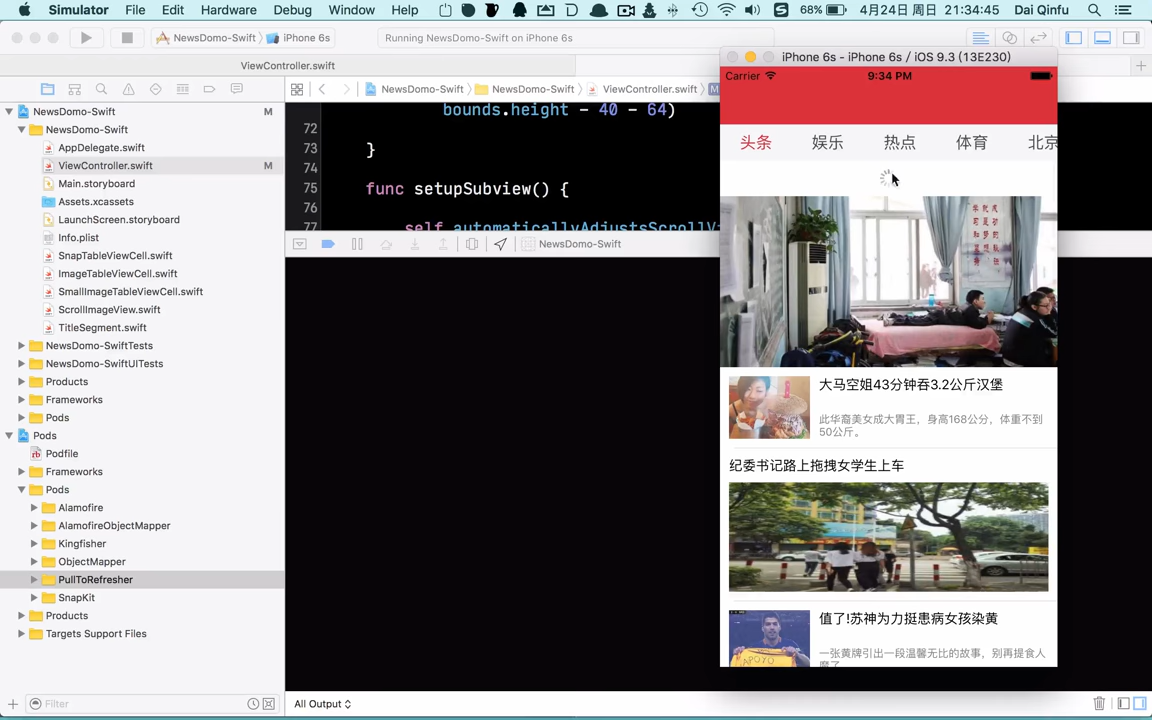 Simulator File Edit Hardware Debug Window Help 68% 4月24日 周日 21:34:45 Dai Qinfu
NewsDomo-Swift iPhone 6s Running NewsDomo-Swift on iPhone 6s
ViewController.swift
NewsDomo-Swift M
NewsDomo-Swift
AppDelegate.swift
ViewController.swift M
Main.storyboard
Assets.xcassets
LaunchScreen.storyboard
Info.plist
SnapTableViewCell.swift
ImageTableViewCell.swift
SmallImageTableViewCell.swift
ScrollImageView.swift
TitleSegment.swift
NewsDomo-SwiftTests
NewsDomo-SwiftUITests
Products
Frameworks
Pods
Pods
Podfile
Frameworks
Pods
Alamofire
AlamofireObjectMapper
Kingfisher
ObjectMapper
PullToRefresher
SnapKit
Products
Targets Support Files
Filter
NewsDomo-Swift NewsDomo-Swift ViewController.swift M
bounds.height - 40 - 64)
72
73 }
74
75 func setupSubview() {
76
77 self.automaticallyAdjustsScrollV
NewsDomo-Swift
All Output
iPhone 6s - iPhone 6s / iOS 9.3 (13E230)
Carrier 9:34 PM
头条 娱乐 热点 体育 北京
大马空姐43分钟吞3.2公斤汉堡
此华裔美女成大胃王，身高168公分，体重不到
50公斤。
纪委书记路上拖拽女学生上车
值了!苏神为力挺患病女孩染黄
APOYO
一张黄牌引出一段温馨无比的故事，别再提食人
魔了